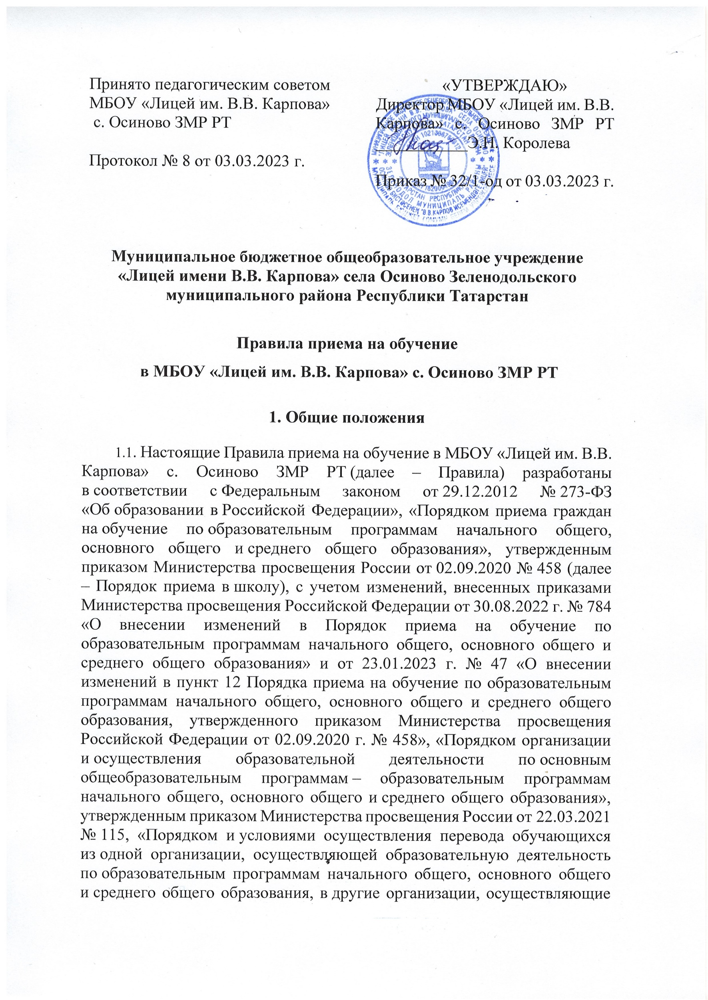 Принято педагогическим советом
МБОУ «Лицей им. В.В. Карпова»
с. Осиново ЗМР РТ
Протокол № 8 от 03.03.2023 г.
«УТВЕРЖДАЮ»
Директор МБОУ «Лицей им. В.В.
Карпова» с. Осиново ЗМР РТ
Э.Н. Королева
Приказ № 32/1-од от 03.03.2023 г.
Муниципальное бюджетное общеобразовательное учреждение
«Лицей имени В.В. Карпова» села Осиново Зеленодольского
муниципального района Республики Татарстан
Правила приема на обучение
в МБОУ «Лицей им. В.В. Карпова» с. Осиново ЗМР РТ
1. Общие положения
1.1. Настоящие Правила приема на обучение в МБОУ «Лицей им. В.В.
Карпова» с. Осиново ЗМР РТ (далее – Правила) разработаны
в соответствии с Федеральным законом от 29.12.2012 № 273-ФЗ
«Об образовании в Российской Федерации», «Порядком приема граждан
на обучение по образовательным программам начального общего,
основного общего и среднего общего образования», утвержденным
приказом Министерства просвещения России от 02.09.2020 № 458 (далее
– Порядок приема в школу), с учетом изменений, внесенных приказами
Министерства просвещения Российской Федерации от 30.08.2022 г. № 784
«О внесении изменений в Порядок приема на обучение по
образовательным программам начального общего, основного общего и
среднего общего образования» и от 23.01.2023 г. № 47 «О внесении
изменений в пункт 12 Порядка приема на обучение по образовательным
программам начального общего, основного общего и среднего общего
образования, утвержденного приказом Министерства просвещения
Российской Федерации от 02.09.2020 г. № 458», «Порядком организации
и осуществления образовательной деятельности по основным
общеобразовательным программам – образовательным программам
начального общего, основного общего и среднего общего образования»,
утвержденным приказом Министерства просвещения России от 22.03.2021
№ 115, «Порядком и условиями осуществления перевода обучающихся
из одной организации, осуществляющей образовательную деятельность
по образовательным программам начального общего, основного общего
и среднего общего образования, в другие организации, осуществляющие